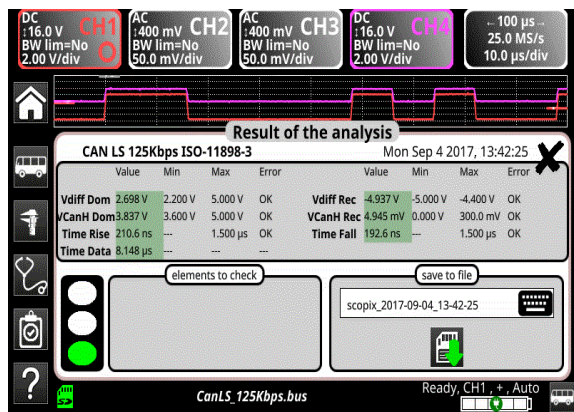 DC
↕16.0 V CH1
BW lim=No
2.00 V/div
AC
↕400 mV CH2
BW lim=No
50.0 mV/div
AC
↕400 mV CH3
BW lim=No
50.0 mV/div
DC
↕16.0 V CH4
BW lim=No
2.00 V/div
←100 µs→
25.0 MS/s
10.0 µs/div
Result of the analysis
CAN LS 125Kbps ISO-11898-3 Mon Sep 4 2017, 13:42:25
Value Min Max Error Value Min Max Error
Vdiff Dom 2.698 V 2.200 V 5.000 V OK Vdiff Rec -4.937 V -5.000 V -4.400 V OK
VCanH Dom 3.837 V 3.600 V 5.000 V OK VCanH Rec 4.945 mV 0.000 V 300.0 mV OK
Time Rise 210.6 ns --- 1.500 µs OK Time Fall 192.6 ns --- 1.500 µs OK
Time Data 8.148 µs --- --- ---
elements to check
save to file
scopix_2017-09-04_13-42-25
?
SD
CanLS_125Kbps.bus
Ready, CH1 , + , Auto